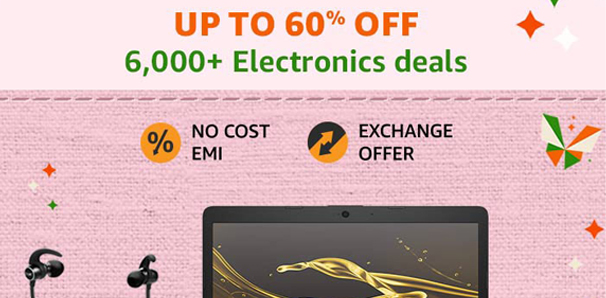 UP TO 60% OFF
6,000+ Electronics deals
% NO COST
EMI
EXCHANGE
OFFER